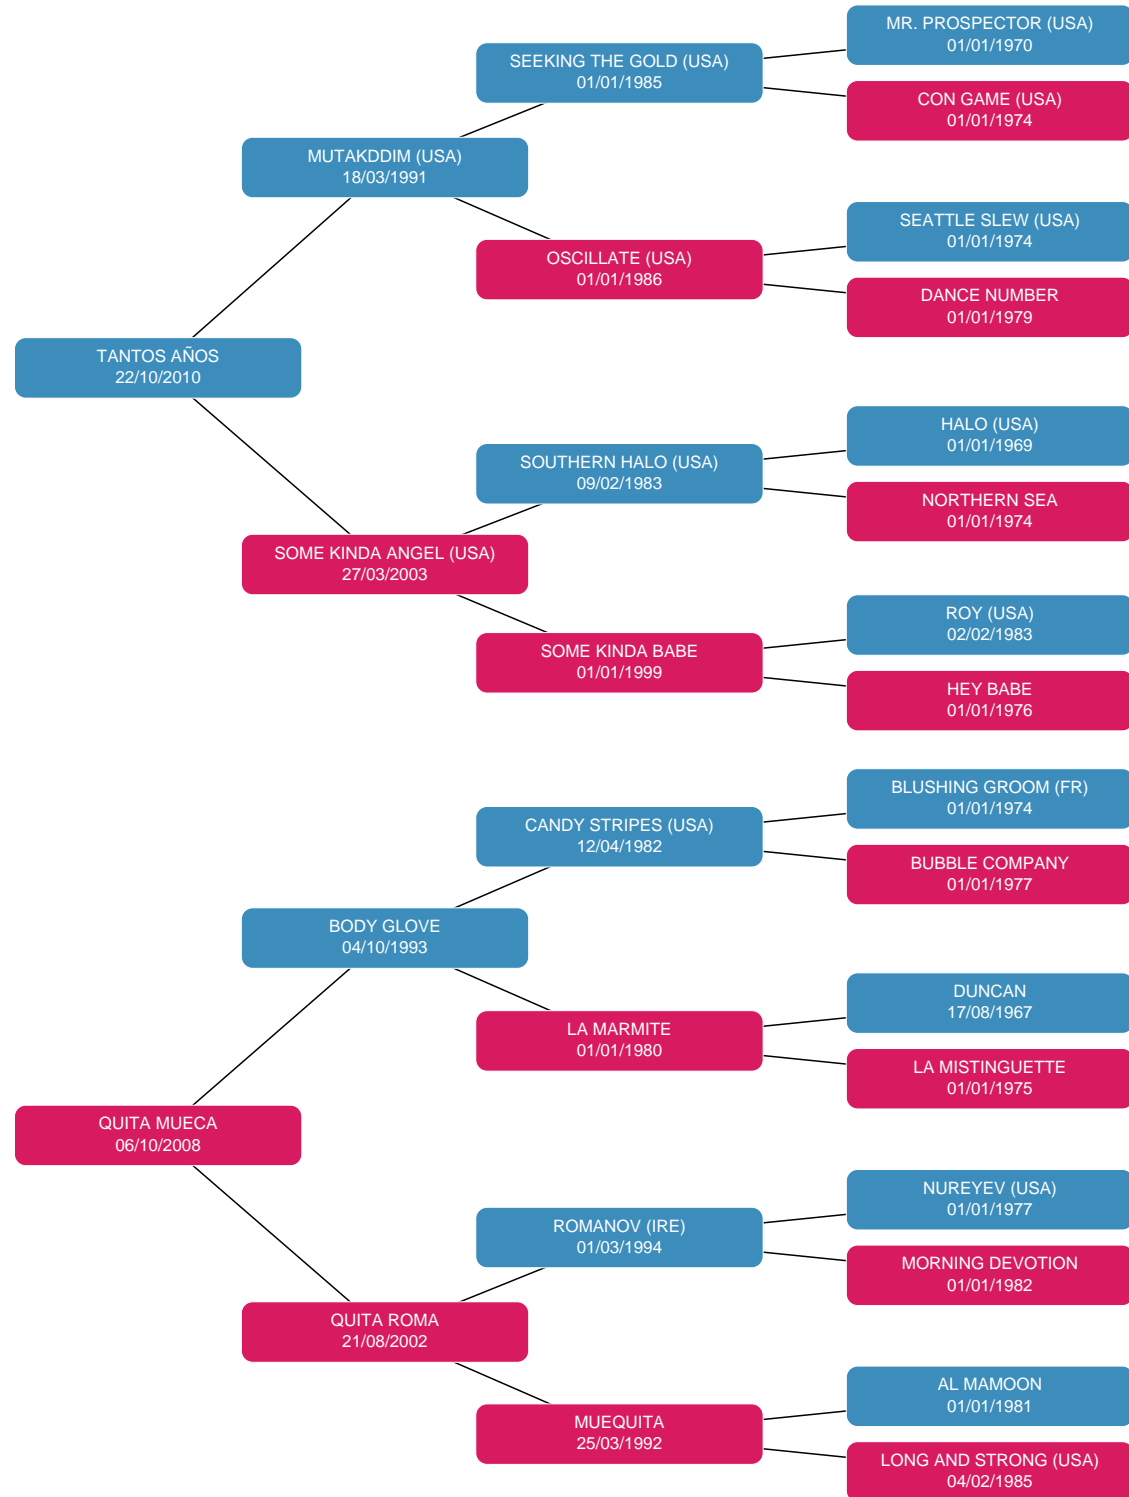 MR. PROSPECTOR (USA)
01/01/1970
SEEKING THE GOLD (USA)
01/01/1985
CON GAME (USA)
01/01/1974
MUTAKDDIM (USA)
18/03/1991
SEATTLE SLEW (USA)
01/01/1974
OSCILLATE (USA)
01/01/1986
DANCE NUMBER
01/01/1979
TANTOS AÑOS
22/10/2010
HALO (USA)
01/01/1969
SOUTHERN HALO (USA)
09/02/1983
NORTHERN SEA
01/01/1974
SOME KINDA ANGEL (USA)
27/03/2003
ROY (USA)
02/02/1983
SOME KINDA BABE
01/01/1999
HEY BABE
01/01/1976
BLUSHING GROOM (FR)
01/01/1974
CANDY STRIPES (USA)
12/04/1982
BUBBLE COMPANY
01/01/1977
BODY GLOVE
04/10/1993
DUNCAN
17/08/1967
LA MARMITE
01/01/1980
LA MISTINGUETTE
01/01/1975
QUITA MUECA
06/10/2008
NUREYEV (USA)
01/01/1977
ROMANOV (IRE)
01/03/1994
MORNING DEVOTION
01/01/1982
QUITA ROMA
21/08/2002
AL MAMOON
01/01/1981
MUEQUITA
25/03/1992
LONG AND STRONG (USA)
04/02/1985